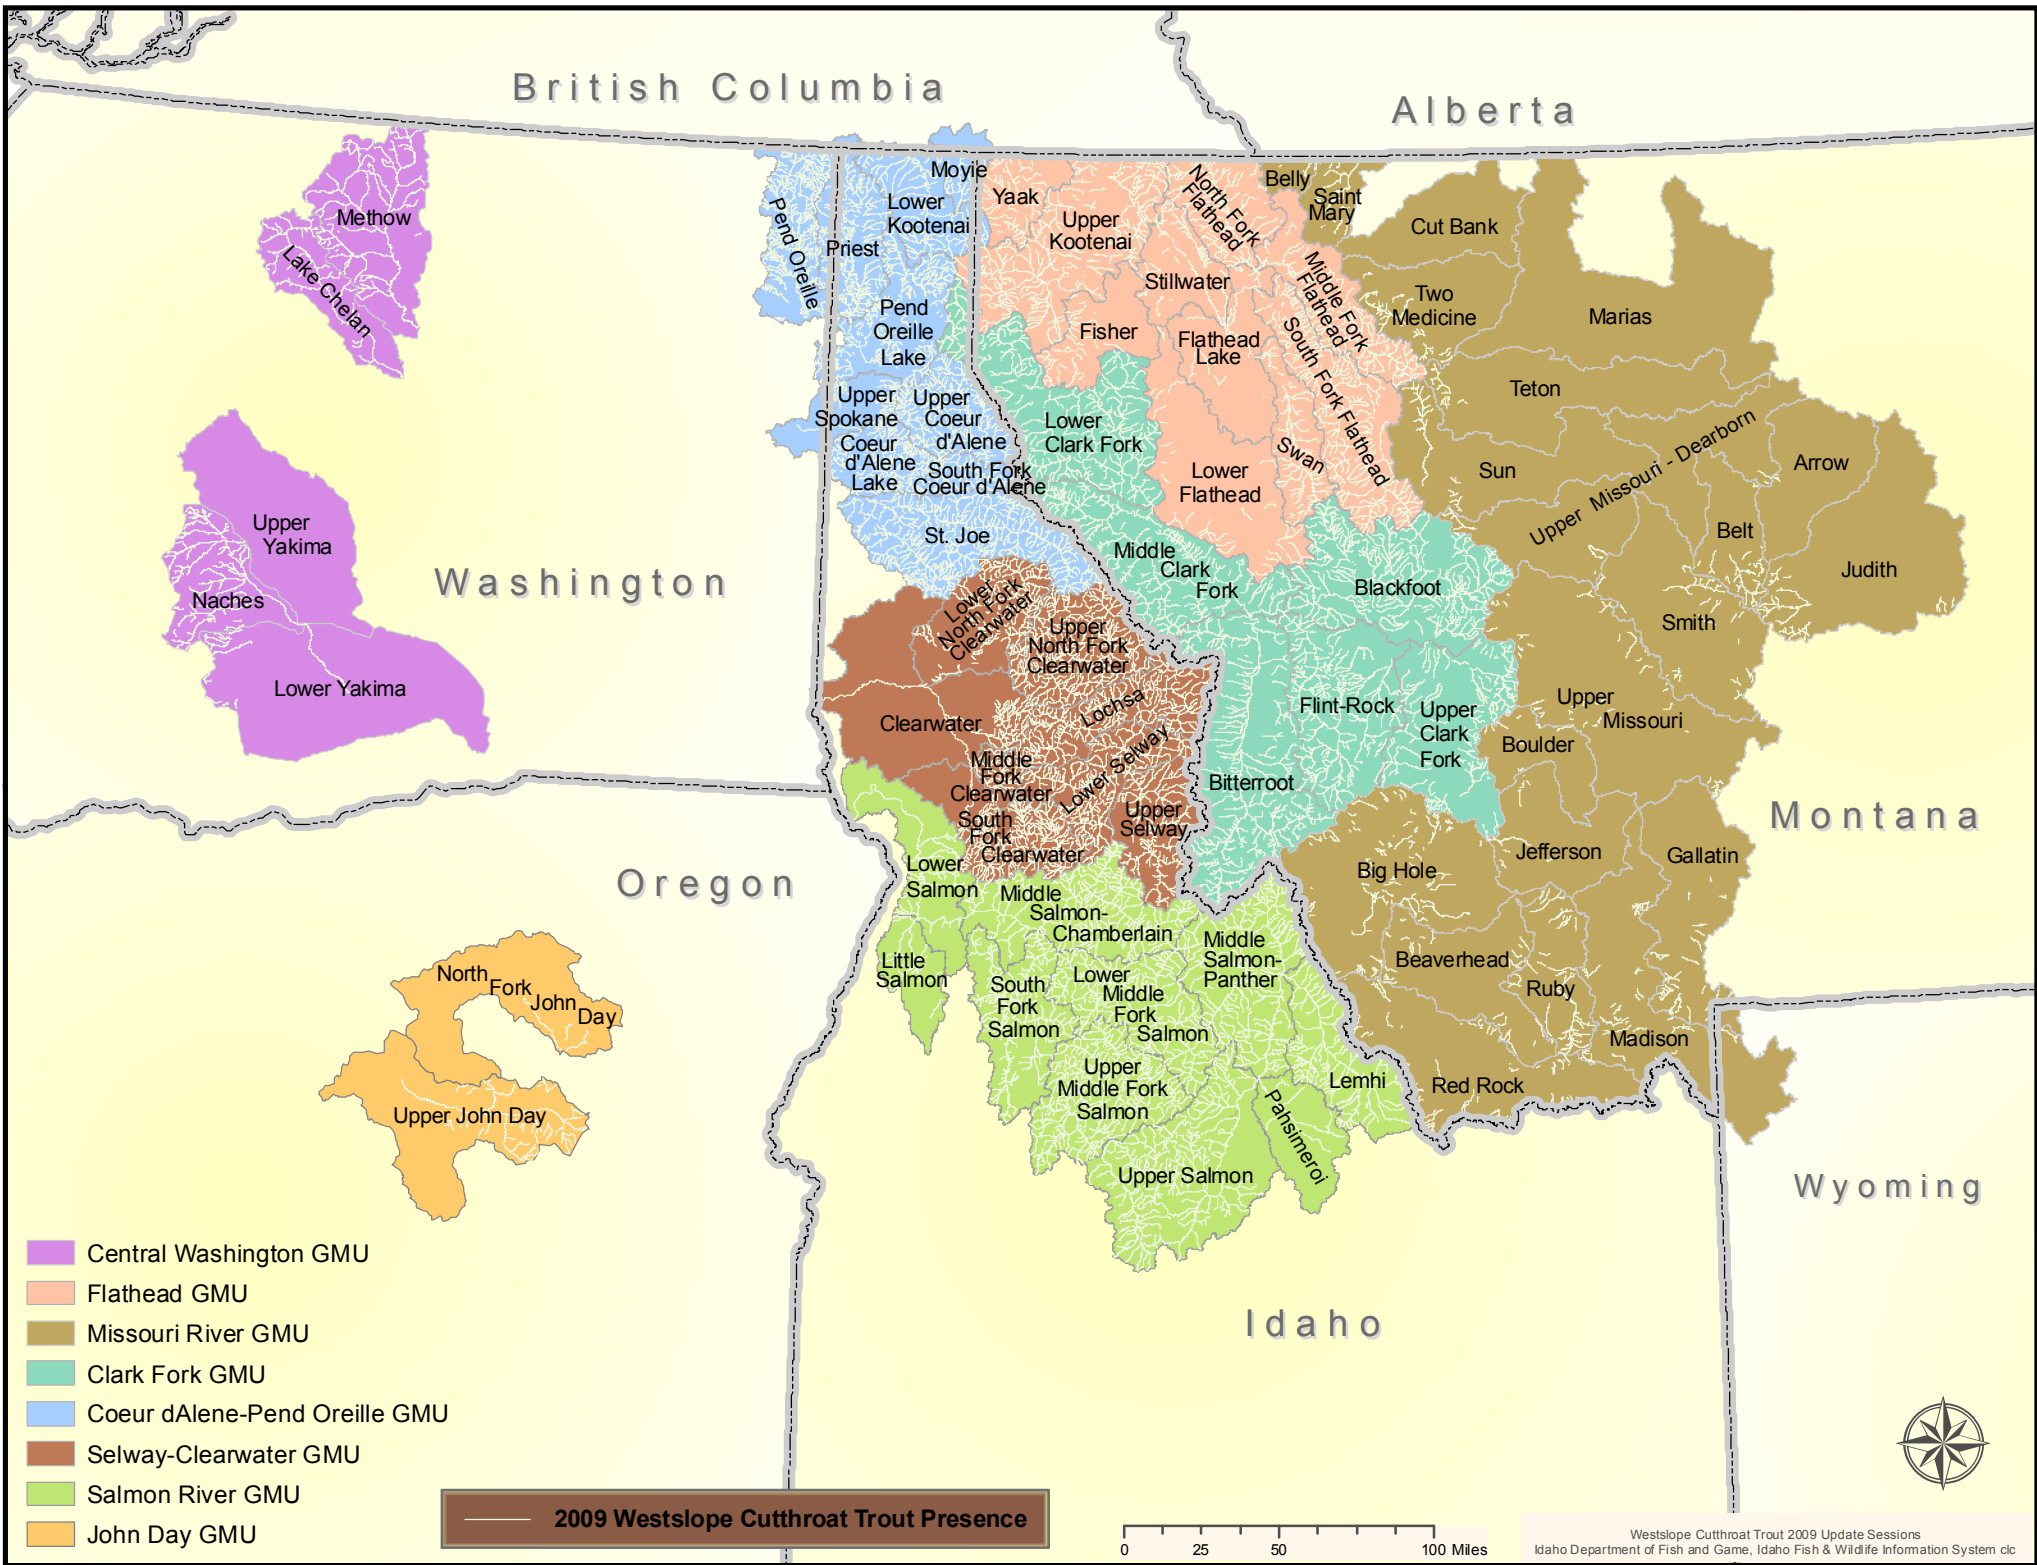 British Columbia
Alberta
Washington
Oregon
Montana
Wyoming
Idaho
Methow
Lake Chelan
Upper
Yakima
Naches
Lower Yakima
Pend Oreille
Priest
Moyie
Lower
Kootenai
Pend
Oreille
Lake
Upper
Spokane
Coeur
d'Alene
Lake
Upper
Coeur
d'Alene
South Fork
Coeur d'Alene
St. Joe
Yaak
Upper
Kootenai
North Fork
Flathead
Stillwater
Fisher
Flathead
Lake
Middle Fork
Flathead
South Fork Flathead
Swan
Lower
Flathead
Lower
Clark Fork
Middle
Clark
Fork
Blackfoot
Flint-Rock
Upper
Clark
Fork
Bitterroot
Belly
Saint
Mary
Cut Bank
Two
Medicine
Marias
Teton
Sun
Upper Missouri - Dearborn
Arrow
Belt
Judith
Smith
Upper
Missouri
Boulder
Jefferson
Gallatin
Big Hole
Beaverhead
Ruby
Madison
Red Rock
Lower
North Fork
Clearwater
Upper
North Fork
Clearwater
Lochsa
Clearwater
Middle
Fork
Clearwater
Lower Selway
Upper
Selway
South
Fork
Clearwater
Lower
Salmon
Middle
Salmon-
Chamberlain
Little
Salmon
South
Fork
Salmon
Lower
Middle
Fork
Salmon
Middle
Salmon-
Panther
Upper
Middle Fork
Salmon
Lemhi
Pahsimeroi
Upper Salmon
North
Fork
John
Day
Upper John Day
Central Washington GMU
Flathead GMU
Missouri River GMU
Clark Fork GMU
Coeur dAlene-Pend Oreille GMU
Selway-Clearwater GMU
Salmon River GMU
John Day GMU
2009 Westslope Cutthroat Trout Presence
0 25 50 100 Miles
Westslope Cutthroat Trout 2009 Update Sessions
Idaho Department of Fish and Game, Idaho Fish & Wildlife Information System clc